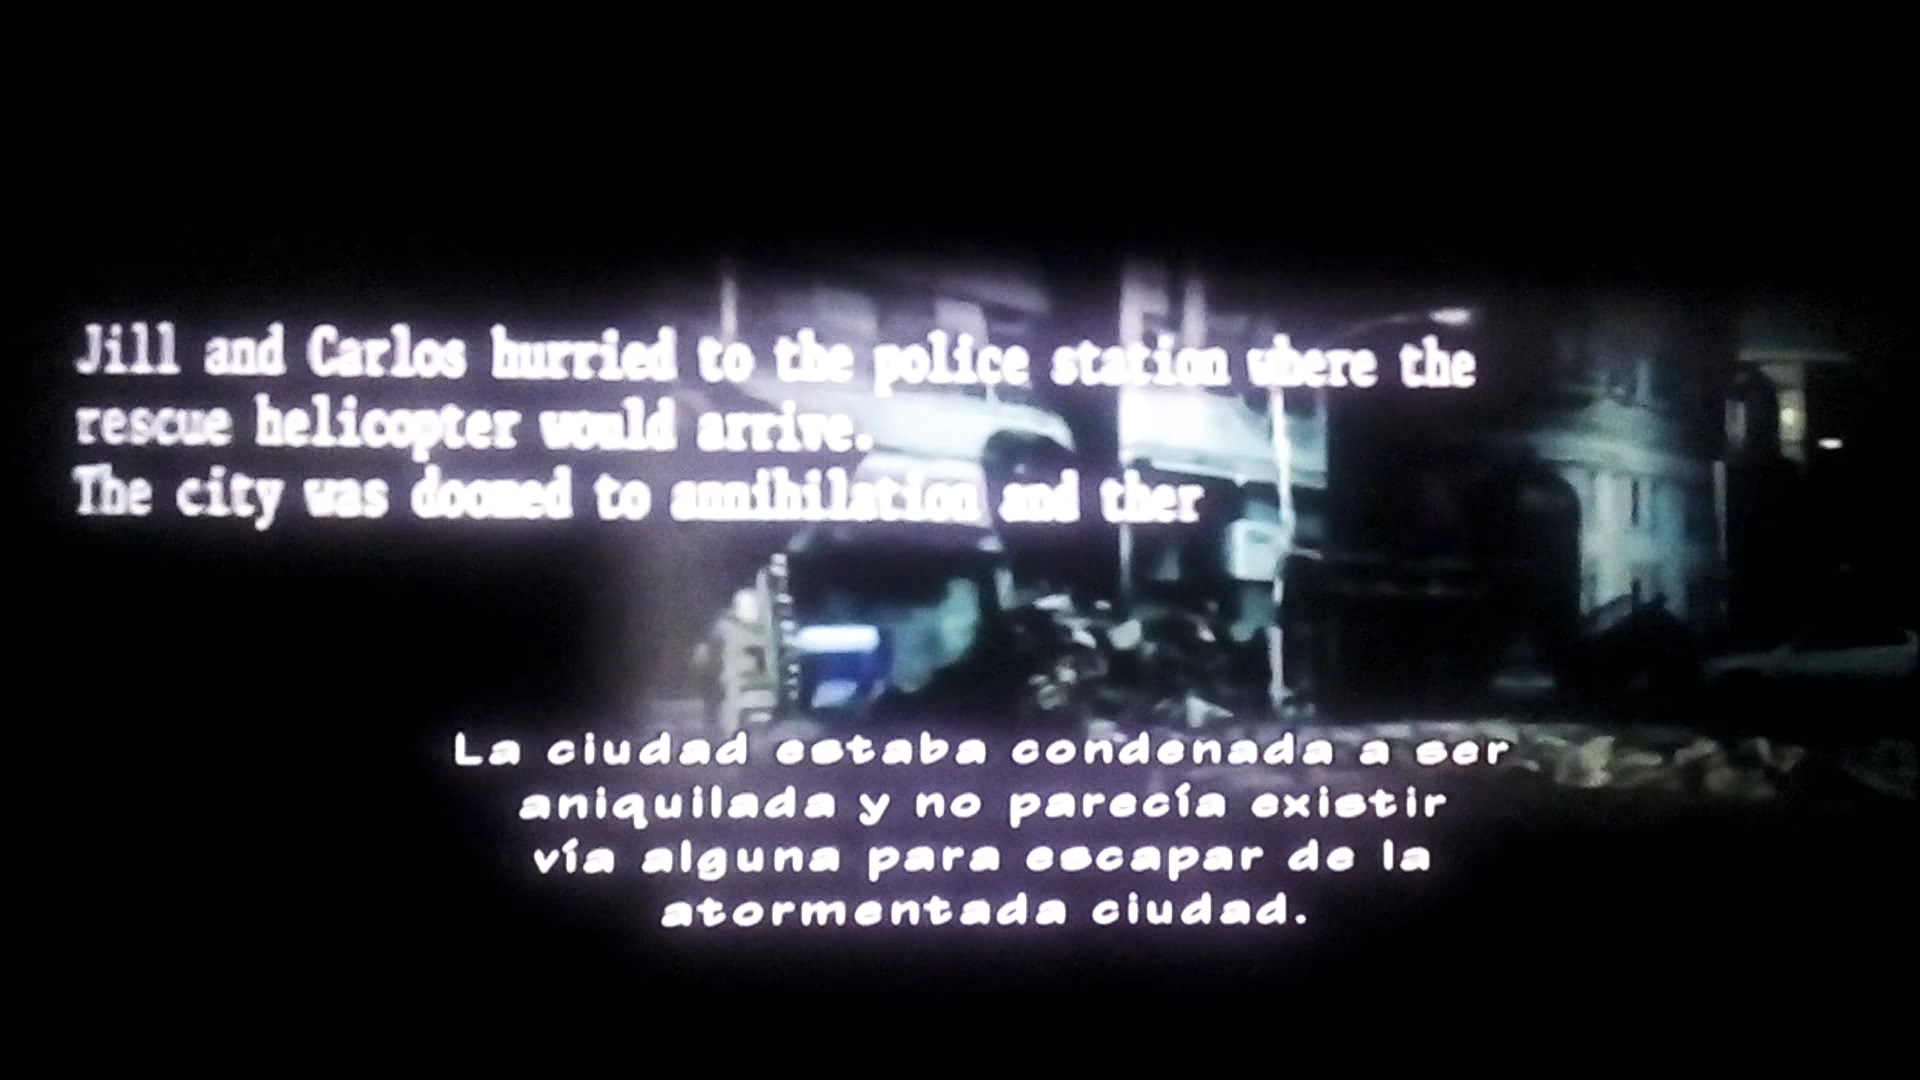 Jill and Carlos hurried to the police station where the
rescue helicopter would arrive.
The city was doomed to annihilation and ther
La ciudad estaba condenada a ser
aniquilada y no parecía existir
vía alguna para escapar de la
atormentada ciudad.